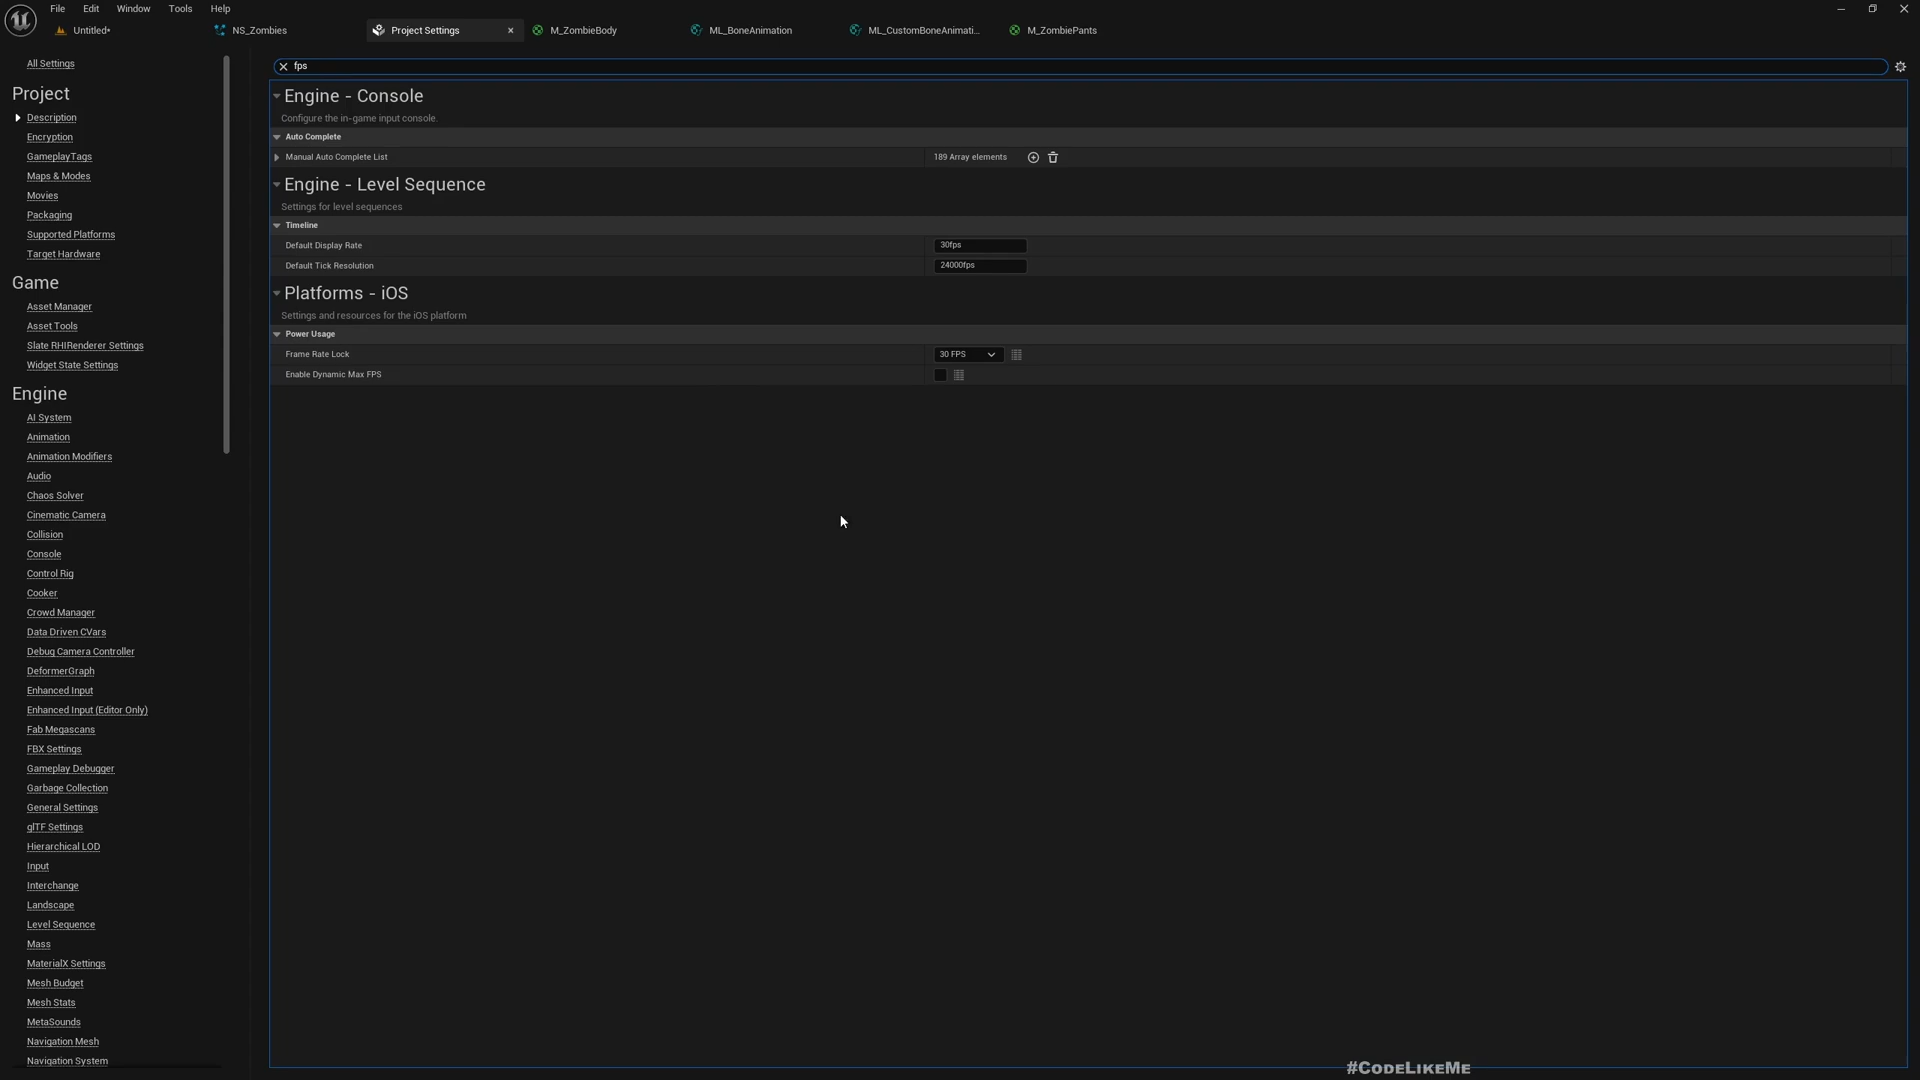 File Edit Window Tools Help
Untitled* NS_Zombies Project Settings M_ZombieBody ML_BoneAnimation ML_CustomBoneAnimati... M_ZombiePants
fps
All Settings
Project
Description
Encryption
GameplayTags
Maps & Modes
Movies
Packaging
Supported Platforms
Target Hardware
Game
Asset Manager
Asset Tools
Slate RHIRenderer Settings
Widget State Settings
Engine
AI System
Animation
Animation Modifiers
Audio
Chaos Solver
Cinematic Camera
Collision
Console
Control Rig
Cooker
Crowd Manager
Data Driven CVars
Debug Camera Controller
DeformerGraph
Enhanced Input
Enhanced Input (Editor Only)
Fab Megascans
FBX Settings
Gameplay Debugger
Garbage Collection
General Settings
glTF Settings
Hierarchical LOD
Input
Interchange
Landscape
Level Sequence
Mass
MaterialX Settings
Mesh Budget
Mesh Stats
MetaSounds
Navigation Mesh
Navigation System
Engine - Console
Configure the in-game input console.
Auto Complete
Manual Auto Complete List 189 Array elements
Engine - Level Sequence
Settings for level sequences
Timeline
Default Display Rate 30fps
Default Tick Resolution 24000fps
Platforms - iOS
Settings and resources for the iOS platform
Power Usage
Frame Rate Lock 30 FPS
Enable Dynamic Max FPS
#CodeLikeMe